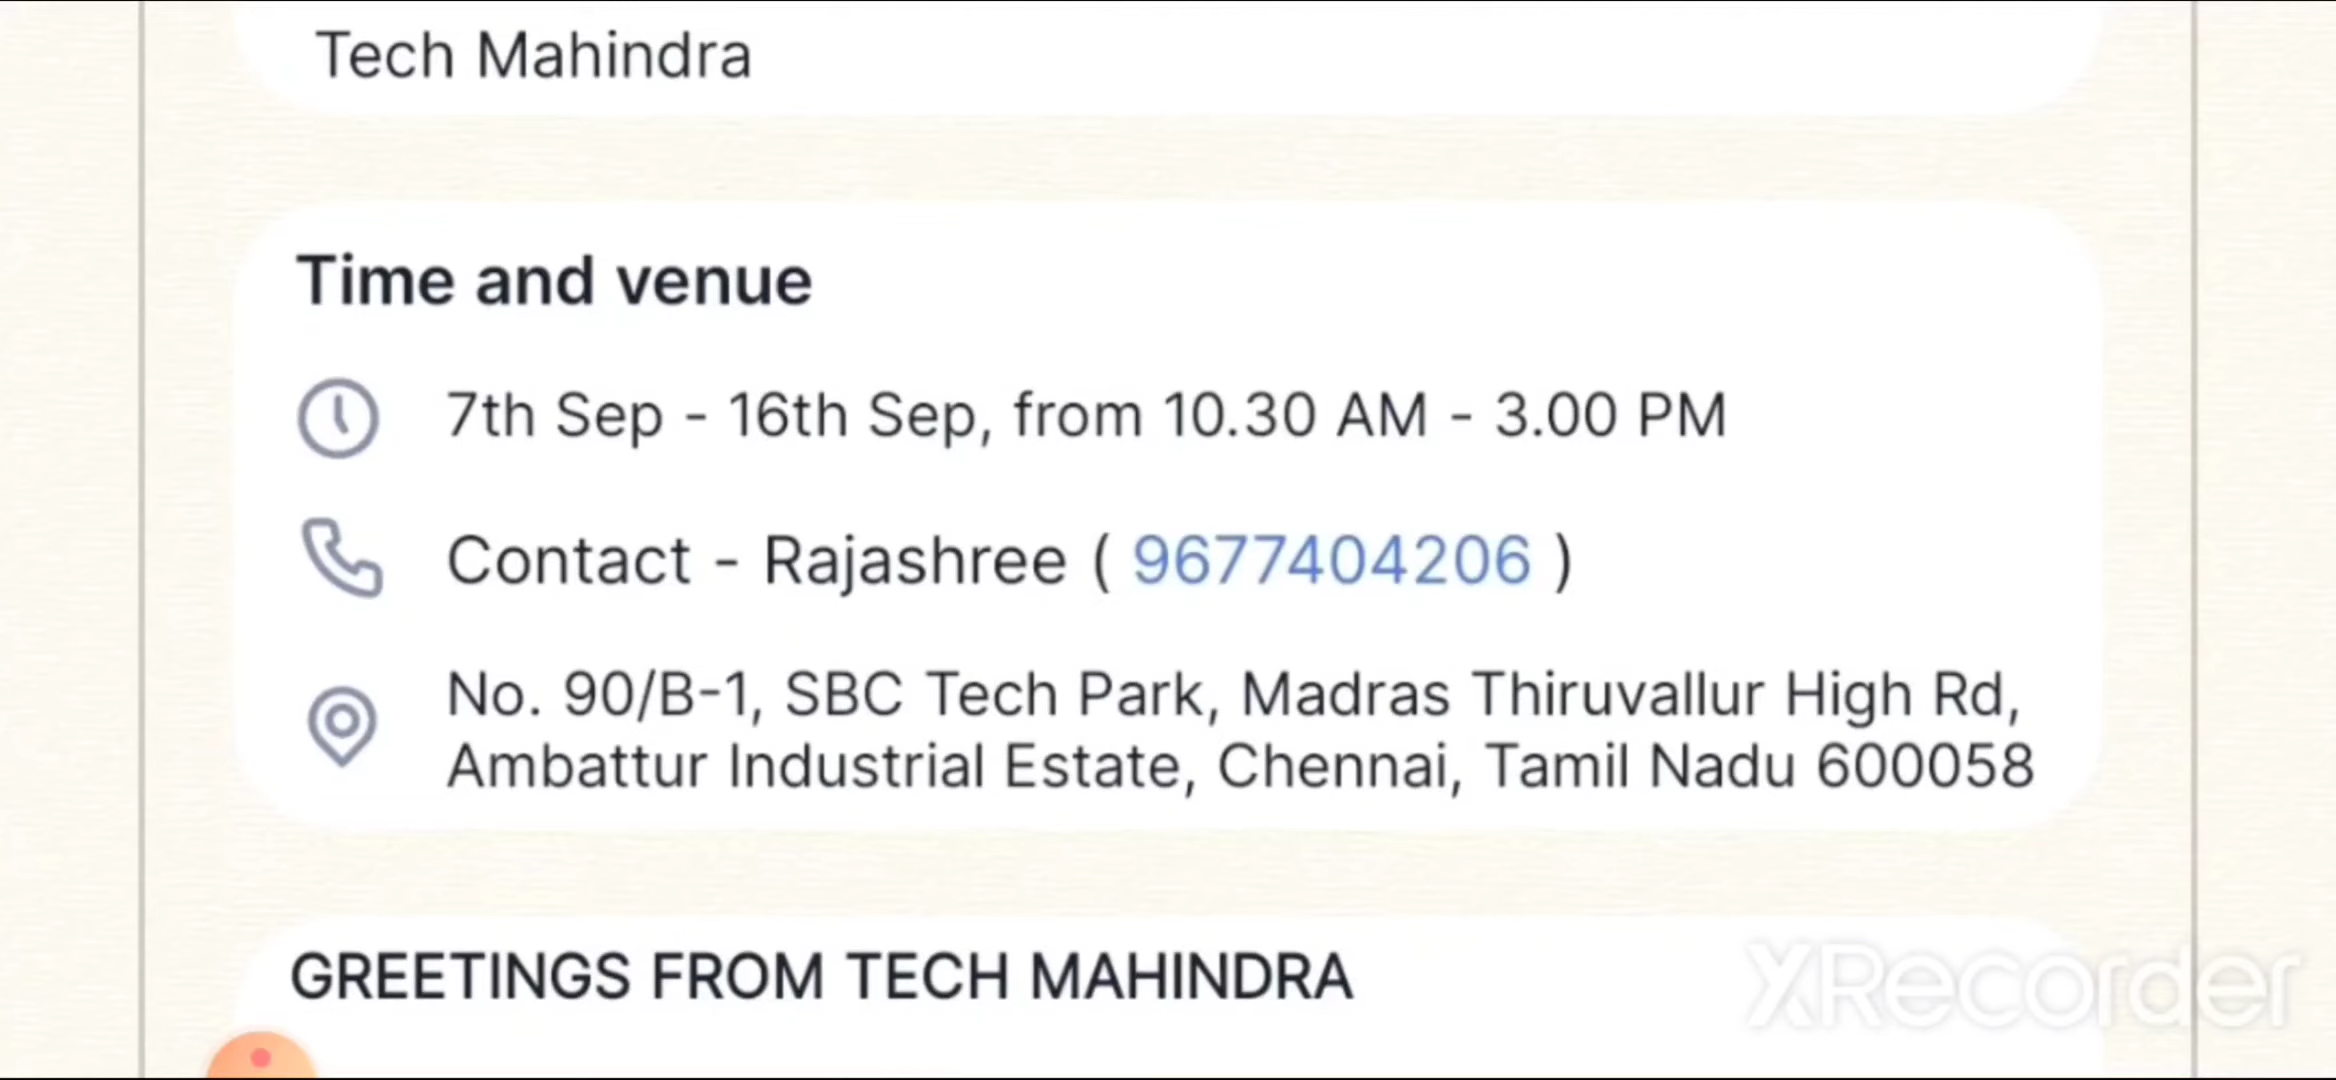 Tech Mahindra
Time and venue
7th Sep - 16th Sep, from 10.30 AM - 3.00 PM
Contact - Rajashree ( 9677404206 )
No. 90/B-1, SBC Tech Park, Madras Thiruvallur High Rd,
Ambattur Industrial Estate, Chennai, Tamil Nadu 600058
GREETINGS FROM TECH MAHINDRA
XRecorder